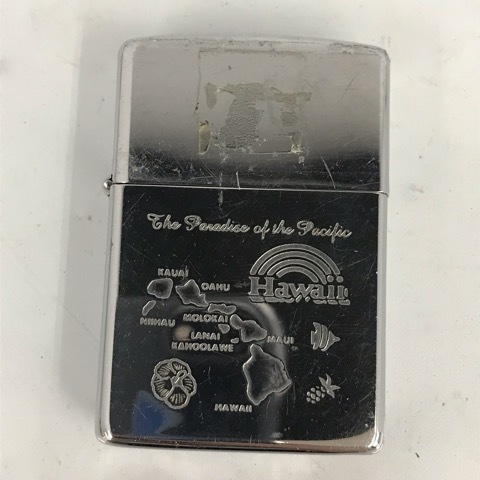 The Paradise of the Pacific
Hawaii
KAUAI
OAHU
NIIHAU
MOLOKAI
LANAI
MAUI
KAHOOLAWE
HAWAII